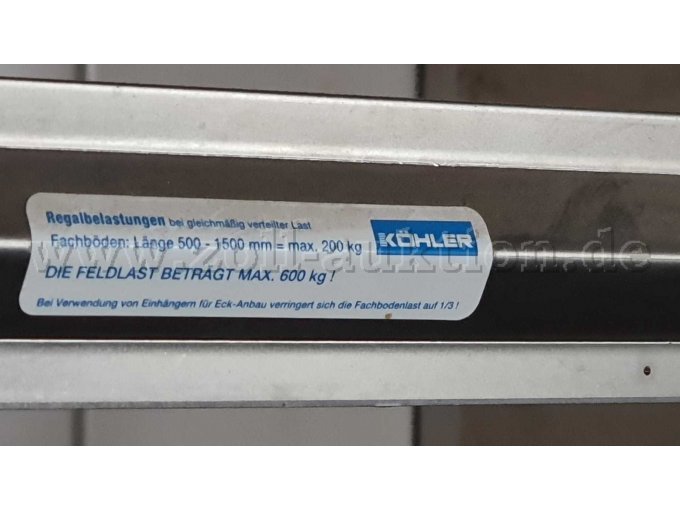 Regalbelastungen bei gleichmäßig verteilter Last
Fachböden: Länge 500 - 1500 mm = max. 200 kg
KÖHLER
DIE FELDLAST BETRÄGT MAX. 600 kg !
Bei Verwendung von Einhängern für Eck-Anbau verringert sich die Fachbodenlast auf 1/3 !
www.zoll-auktion.de